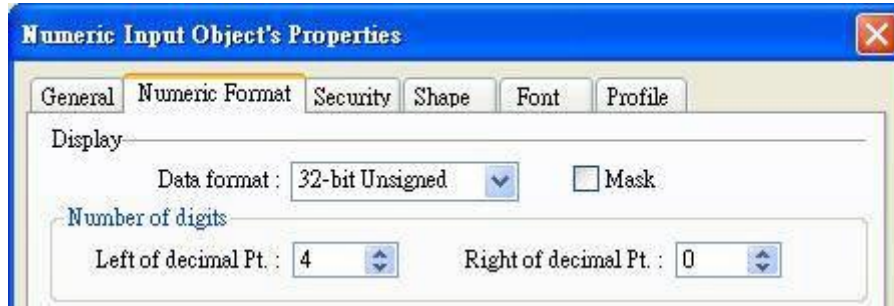 Numeric Input Object's Properties
General Numeric Format Security Shape Font Profile
Display
Data format : 32-bit Unsigned Mask
Number of digits
Left of decimal Pt. : 4 Right of decimal Pt. : 0